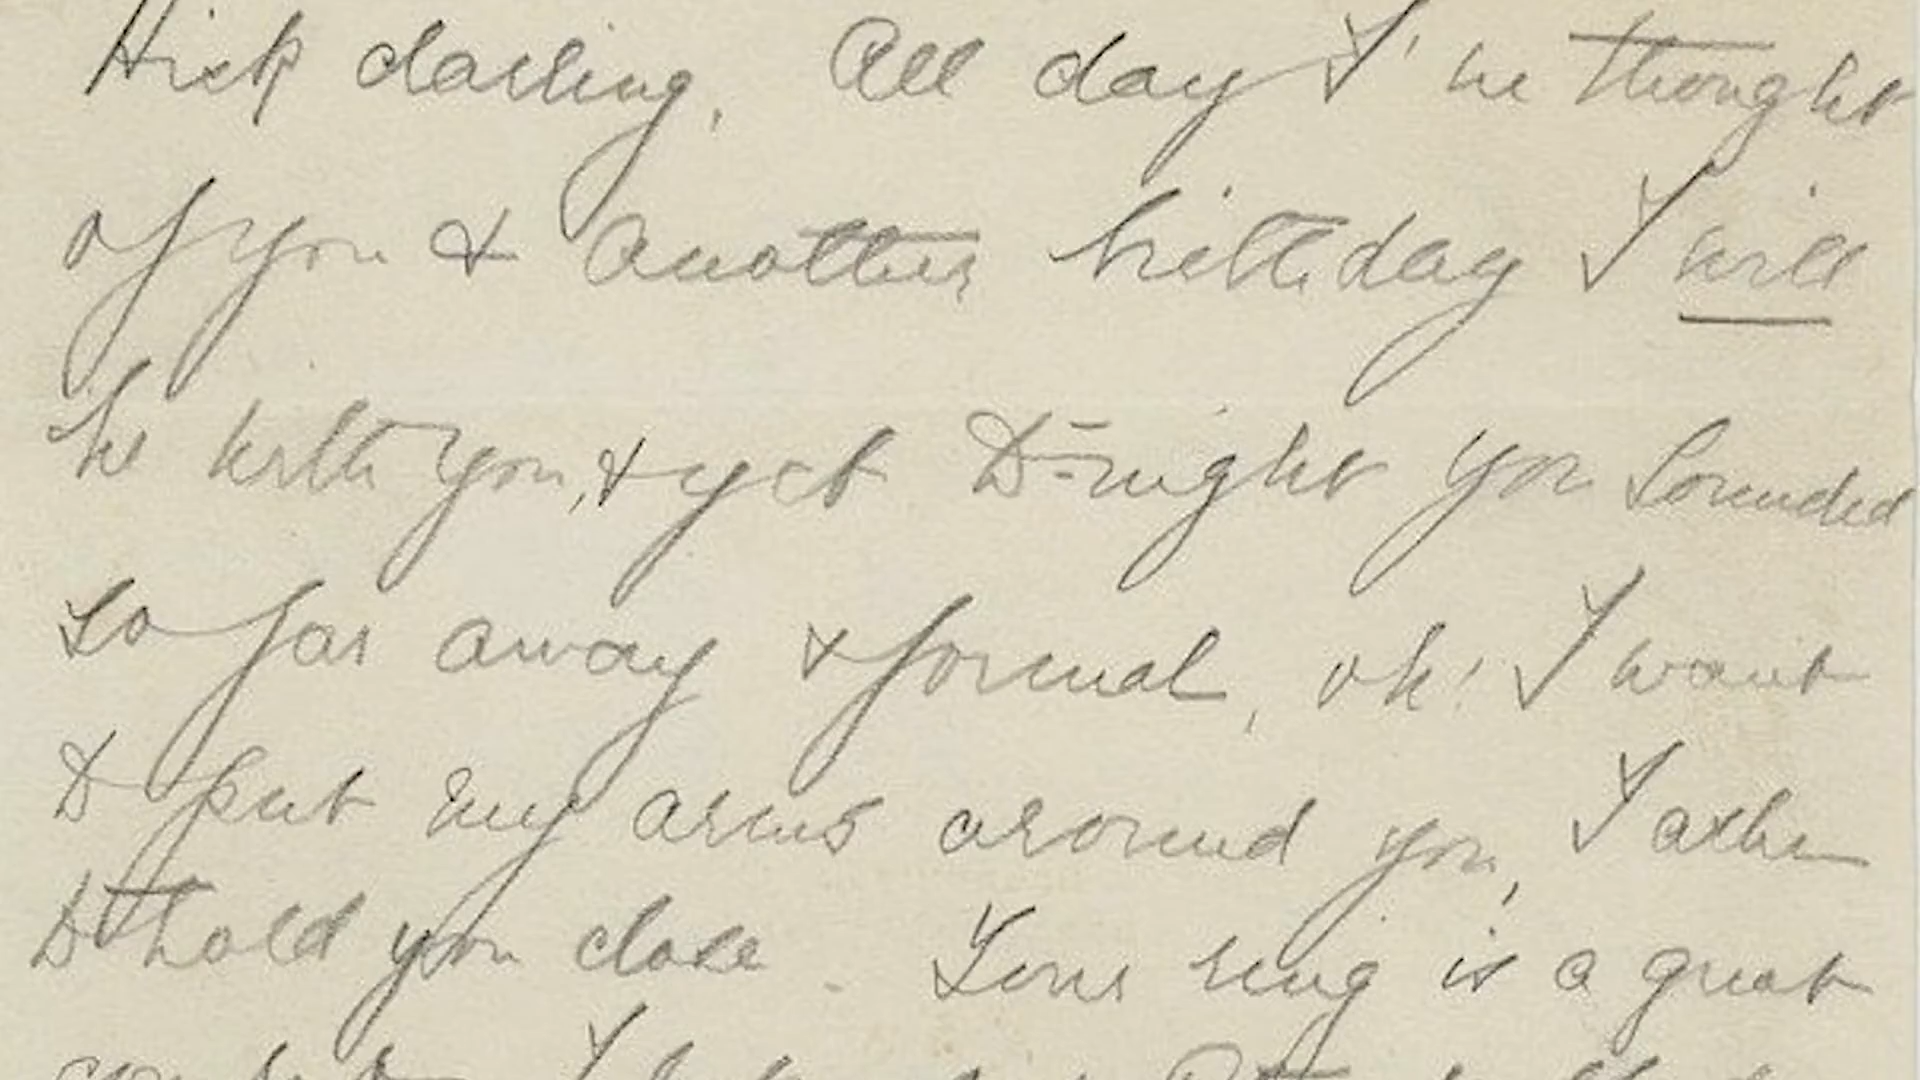 Hick darling, All day I've thought
of you & another birthday I will
be with you, & yet to-night you sounded
so far away & formal, oh! I want
to put my arms around you, I ache
to hold you close. Your ring is a great
comfort I